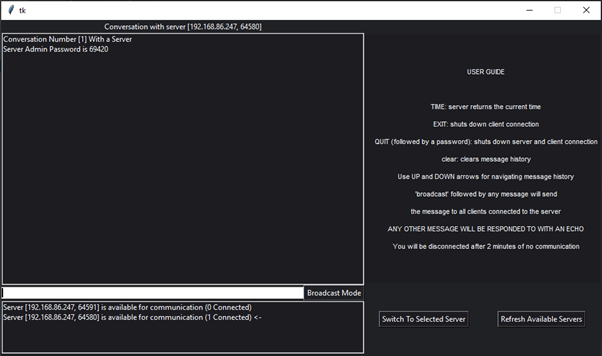 tk
Conversation with server [192.168.86.247, 64580]
Conversation Number [1] With a Server
Server Admin Password is 69420
USER GUIDE
TIME: server returns the current time
EXIT: shuts down client connection
QUIT (followed by a password): shuts down server and client connection
clear: clears message history
Use UP and DOWN arrows for navigating message history
'broadcast' followed by any message will send
the message to all clients connected to the server
ANY OTHER MESSAGE WILL BE RESPONDED TO WITH AN ECHO
You will be disconnected after 2 minutes of no communication
Broadcast Mode
Server [192.168.86.247, 64591] is available for communication (0 Connected)
Server [192.168.86.247, 64580] is available for communication (1 Connected) <-
Switch To Selected Server
Refresh Available Servers